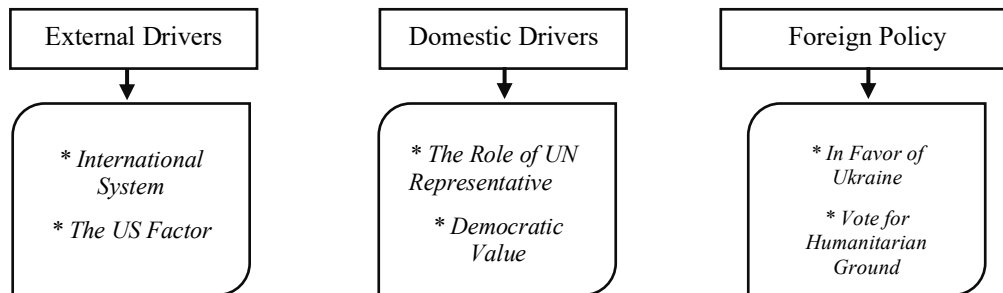 External Drivers
* International
System
* The US Factor
Domestic Drivers
* The Role of UN
Representative
* Democratic
Value
Foreign Policy
* In Favor of
Ukraine
* Vote for
Humanitarian
Ground